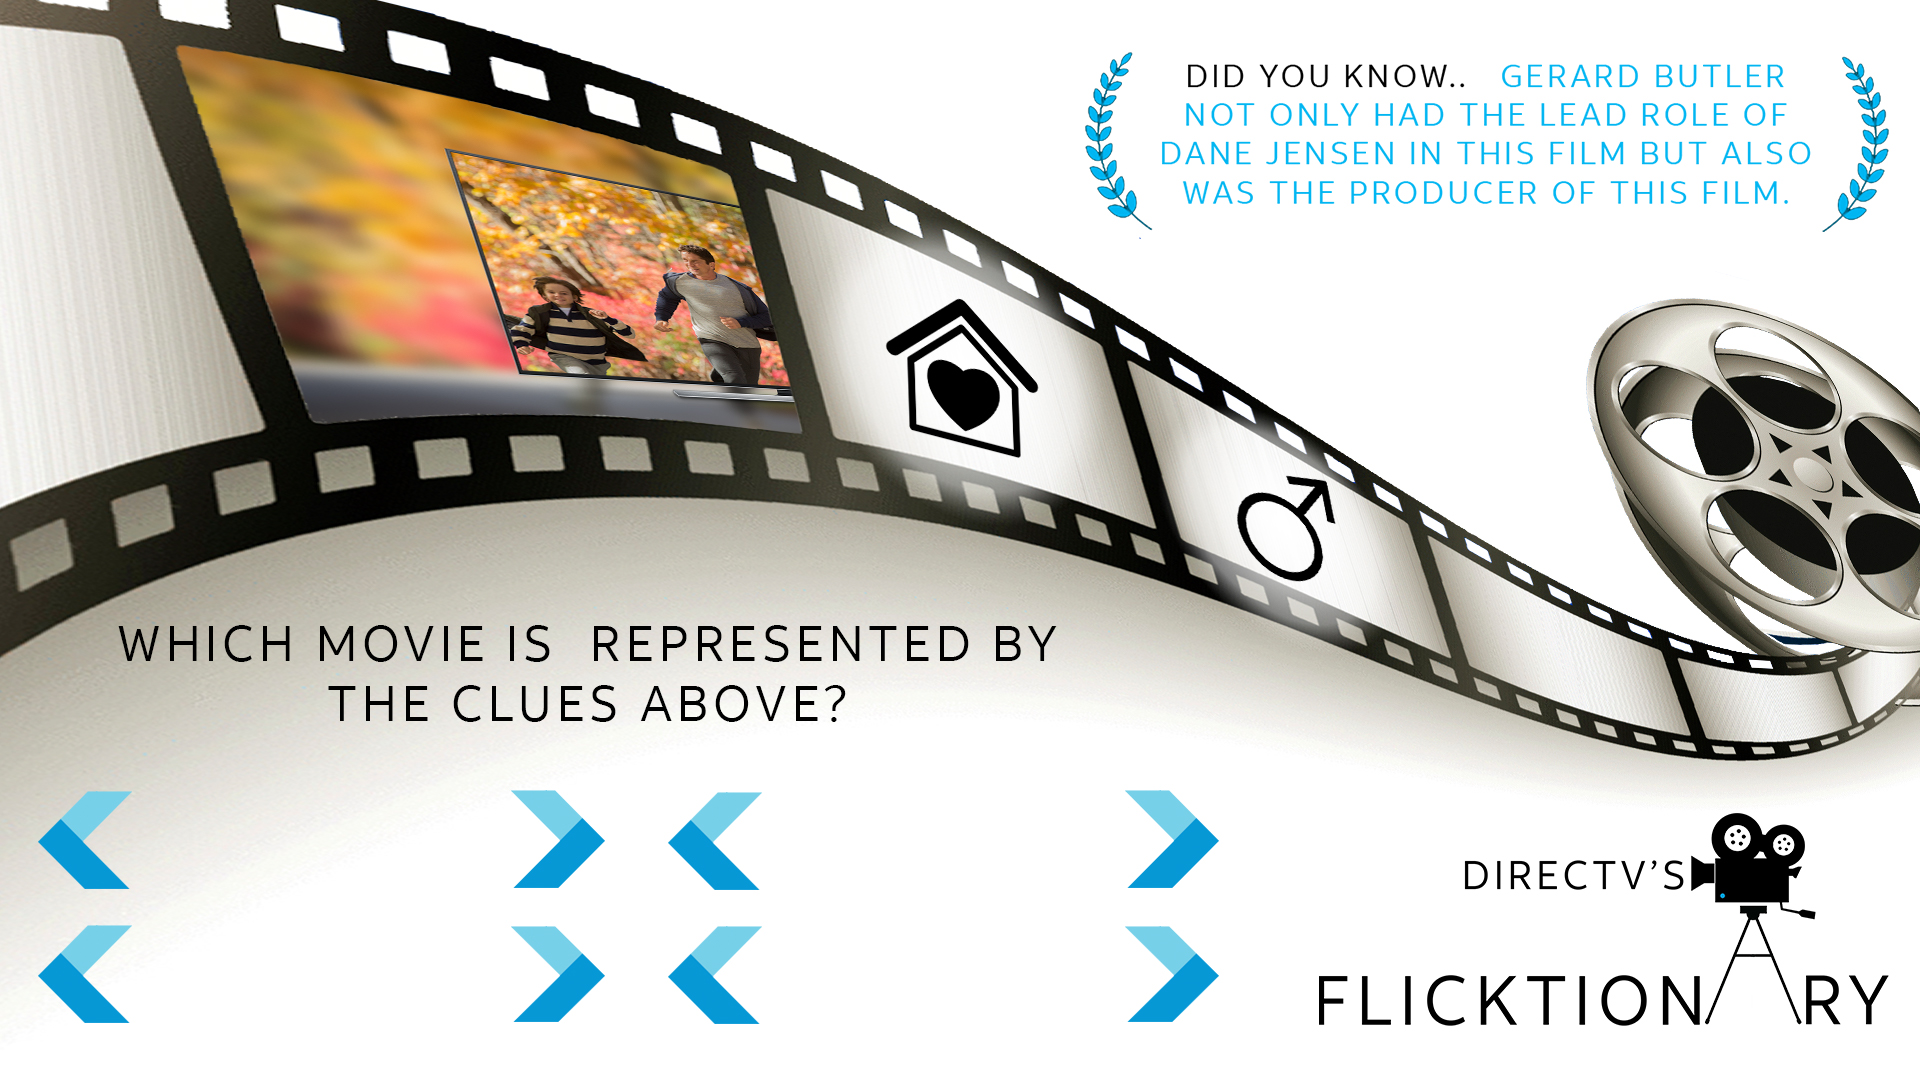 DID YOU KNOW.. GERARD BUTLER
NOT ONLY HAD THE LEAD ROLE OF
DANE JENSEN IN THIS FILM BUT ALSO
WAS THE PRODUCER OF THIS FILM.
WHICH MOVIE IS REPRESENTED BY
THE CLUES ABOVE?
DIRECTV'S
FLICKTIONARY